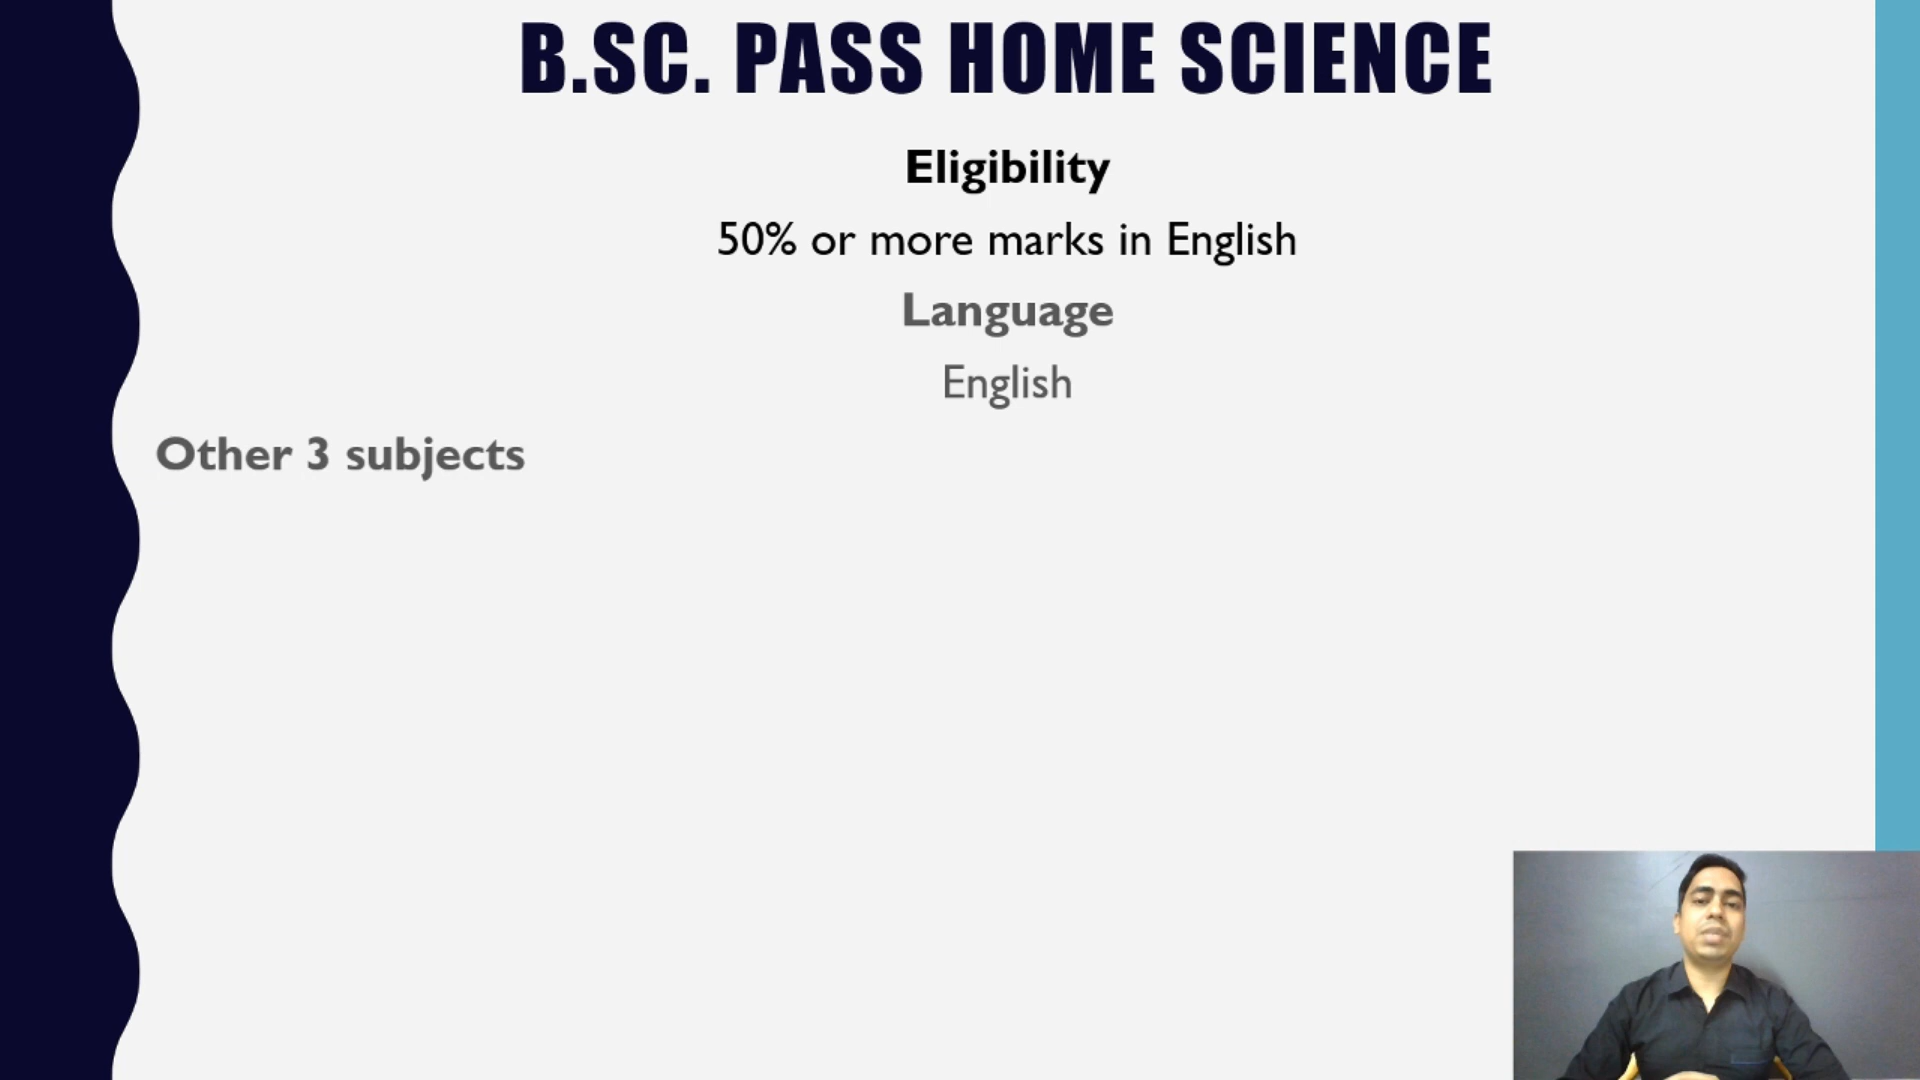 B.SC. PASS HOME SCIENCE
Eligibility
50% or more marks in English
Language
English
Other 3 subjects